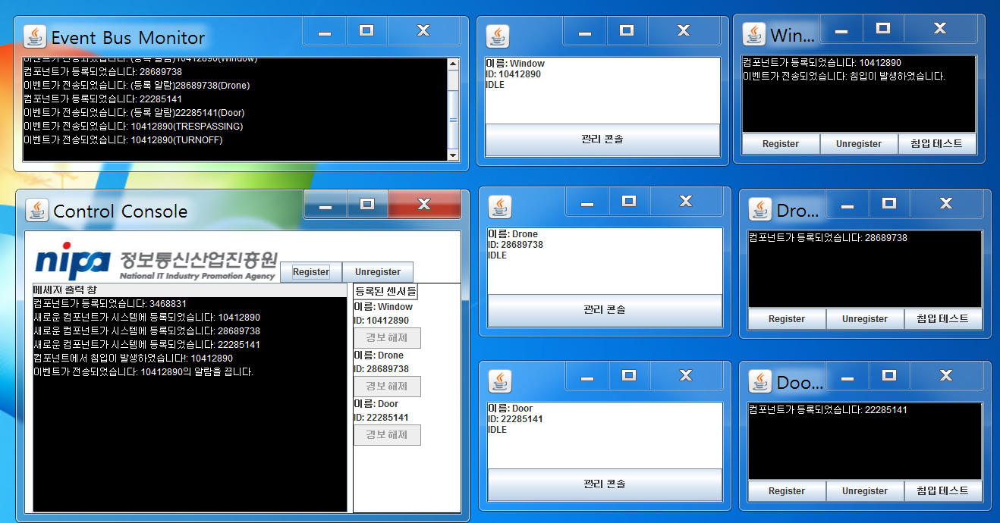 Event Bus Monitor
이벤트가 전송되었습니다: (등록 알람)10412890(Window)
컴포넌트가 등록되었습니다: 28689738
이벤트가 전송되었습니다: (등록 알람)28689738(Drone)
컴포넌트가 등록되었습니다: 22285141
이벤트가 전송되었습니다: (등록 알람)22285141(Door)
이벤트가 전송되었습니다: 10412890(TRESPASSING)
이벤트가 전송되었습니다: 10412890(TURNOFF)
이름: Window
ID: 10412890
IDLE
관리 콘솔
Win...
컴포넌트가 등록되었습니다: 10412890
이벤트가 전송되었습니다: 침입이 발생하였습니다.
Register
Unregister
침입 테스트
Control Console
nipa 정보통신산업진흥원
National IT Industry Promotion Agency
Register
Unregister
메세지 출력 창
컴포넌트가 등록되었습니다: 3468831
새로운 컴포넌트가 시스템에 등록되었습니다: 10412890
새로운 컴포넌트가 시스템에 등록되었습니다: 28689738
새로운 컴포넌트가 시스템에 등록되었습니다: 22285141
컴포넌트에서 침입이 발생하였습니다!: 10412890
이벤트가 전송되었습니다: 10412890의 알람을 끕니다.
등록된 센서들
이름: Window
ID: 10412890
경보 해제
이름: Drone
ID: 28689738
경보 해제
이름: Door
ID: 22285141
경보 해제
이름: Drone
ID: 28689738
IDLE
관리 콘솔
Dro...
컴포넌트가 등록되었습니다: 28689738
Register
Unregister
침입 테스트
이름: Door
ID: 22285141
IDLE
관리 콘솔
Doo...
컴포넌트가 등록되었습니다: 22285141
Register
Unregister
침입 테스트